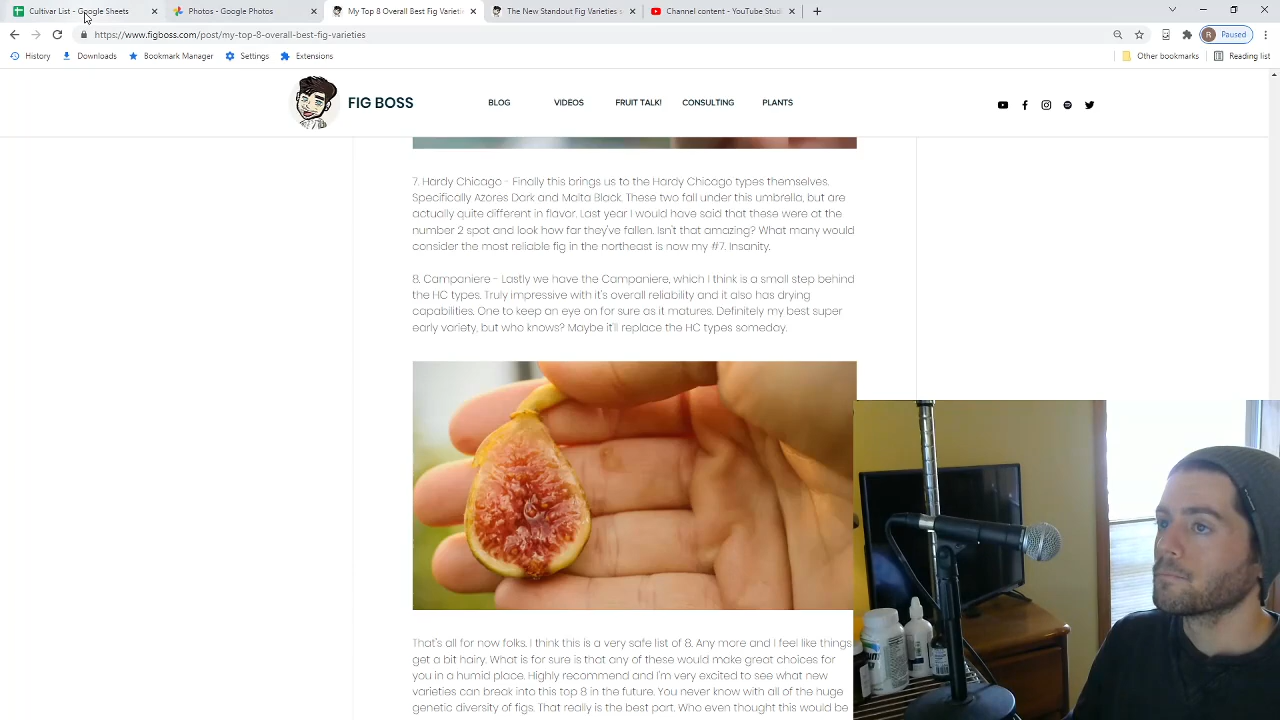 Cultivar List - Google Sheets
Photos - Google Photos
My Top 8 Overall Best Fig Varieti
The New Standout Fig Varieties s
Channel content - YouTube Studi
https://www.figboss.com/post/my-top-8-overall-best-fig-varieties
Paused
History
Downloads
Bookmark Manager
Settings
Extensions
Other bookmarks
Reading list
FIG BOSS
BLOG
VIDEOS
FRUIT TALK!
CONSULTING
PLANTS
7. Hardy Chicago - Finally this brings us to the Hardy Chicago types themselves.
Specifically Azores Dark and Malta Black. These two fall under this umbrella, but are
actually quite different in flavor. Last year I would have said that these were at the
number 2 spot and look how far they've fallen. Isn't that amazing? What many would
consider the most reliable fig in the northeast is now my #7. Insanity.
8. Campaniere - Lastly we have the Campaniere, which I think is a small step behind
the HC types. Truly impressive with it's overall reliability and it also has drying
capabilities. One to keep an eye on for sure as it matures. Definitely my best super
early variety, but who knows? Maybe it'll replace the HC types someday.
That's all for now folks. I think this is a very safe list of 8. Any more and I feel like things
get a bit hairy. What is for sure is that any of these would make great choices for
you in a humid place. Highly recommend and I'm very excited to see what new
varieties can break into this top 8 in the future. You never know with all of the huge
genetic diversity of figs. That really is the best part. Who even thought this would be